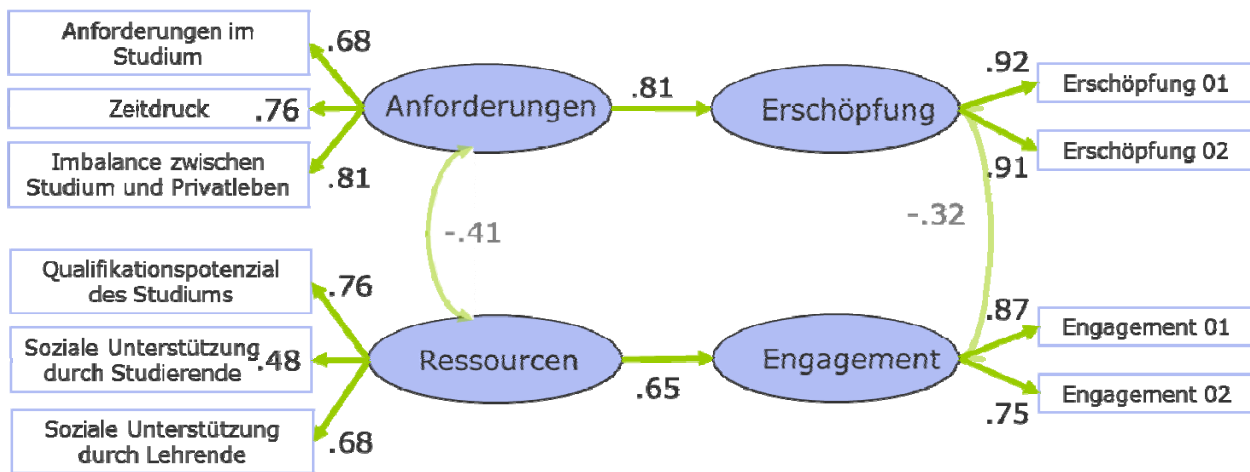 Anforderungen im
Studium
.68
Zeitdruck
.76
Imbalance zwischen
Studium und Privatleben
.81
Anforderungen
.81
Erschöpfung
.92
Erschöpfung 01
.91
Erschöpfung 02
-.41
-.32
Qualifikationspotenzial
des Studiums
.76
Soziale Unterstützung
durch Studierende
.48
Soziale Unterstützung
durch Lehrende
.68
Ressourcen
.65
Engagement
.87
Engagement 01
.75
Engagement 02